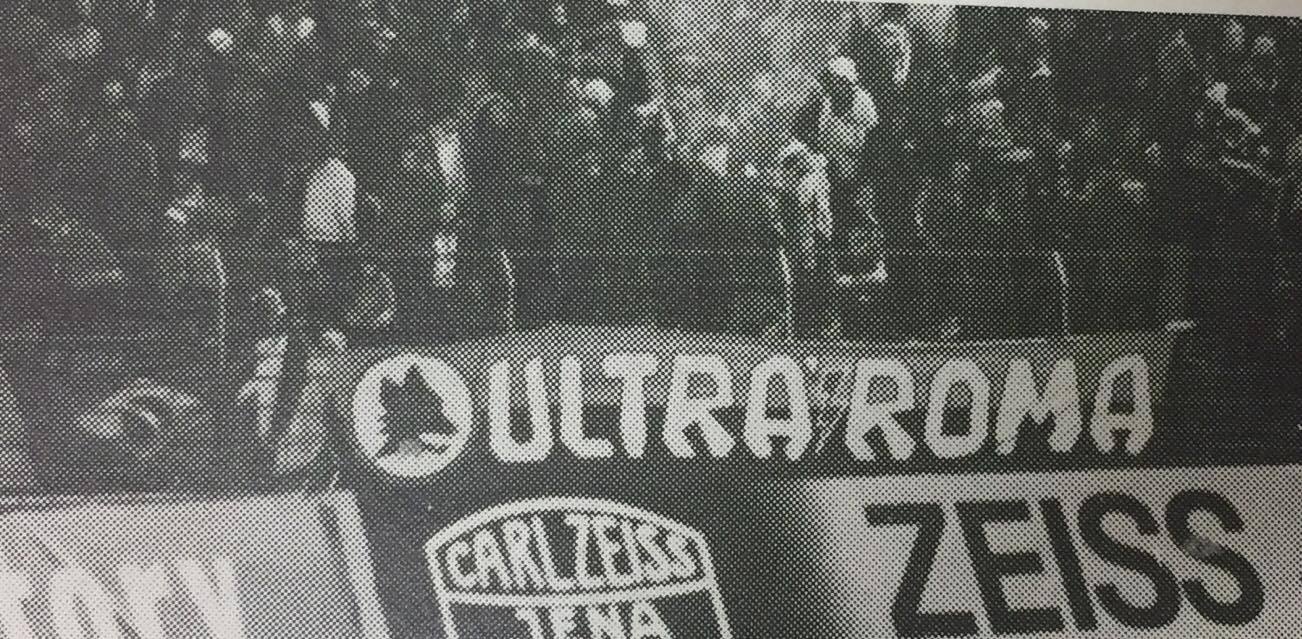 ULTRA ROMA
CARL ZEISS
JENA
ZEISS